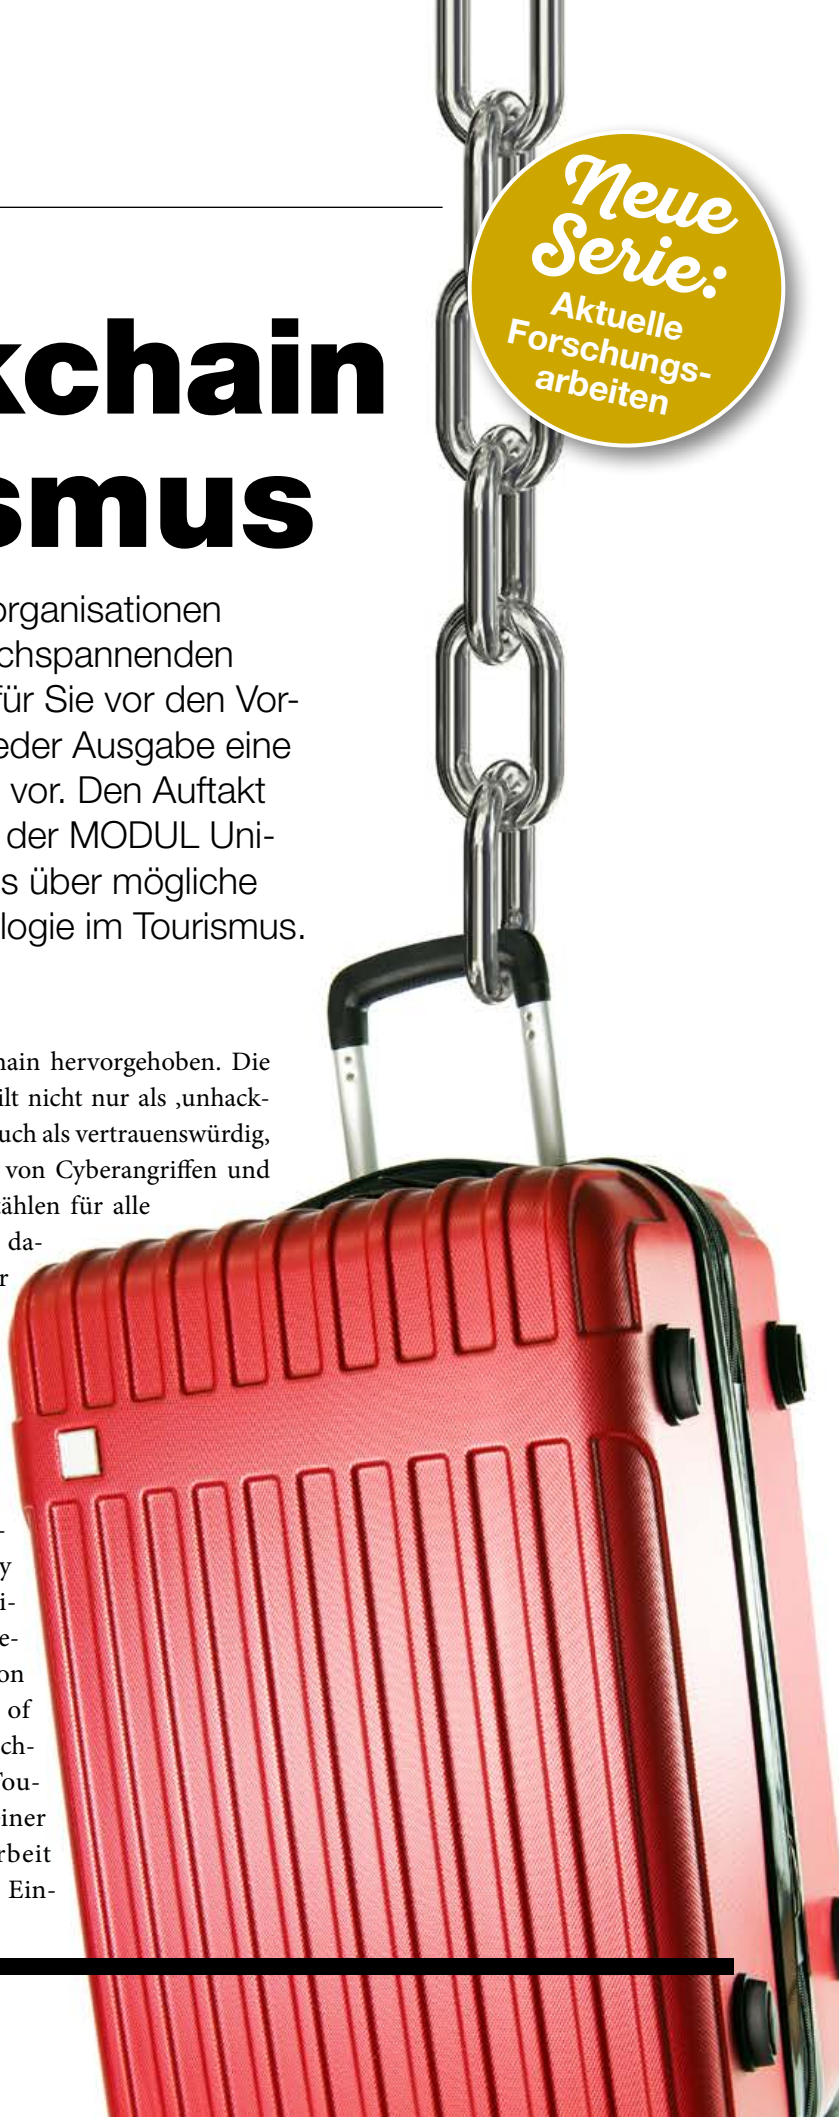 Neue
Serie:
Aktuelle
Forschungs-
arbeiten
kchain
smus
organisationen
chspannenden
für Sie vor den Vor-
eder Ausgabe eine
vor. Den Auftakt
der MODUL Uni-
s über mögliche
logie im Tourismus.
hain hervorgehoben. Die
ilt nicht nur als ‚unhack-
uch als vertrauenswürdig,
von Cyberangriffen und
ählen für alle
da-
r
-
y
i-
e-
on
of
ch-
Tou-
iner
rbeit
Ein-